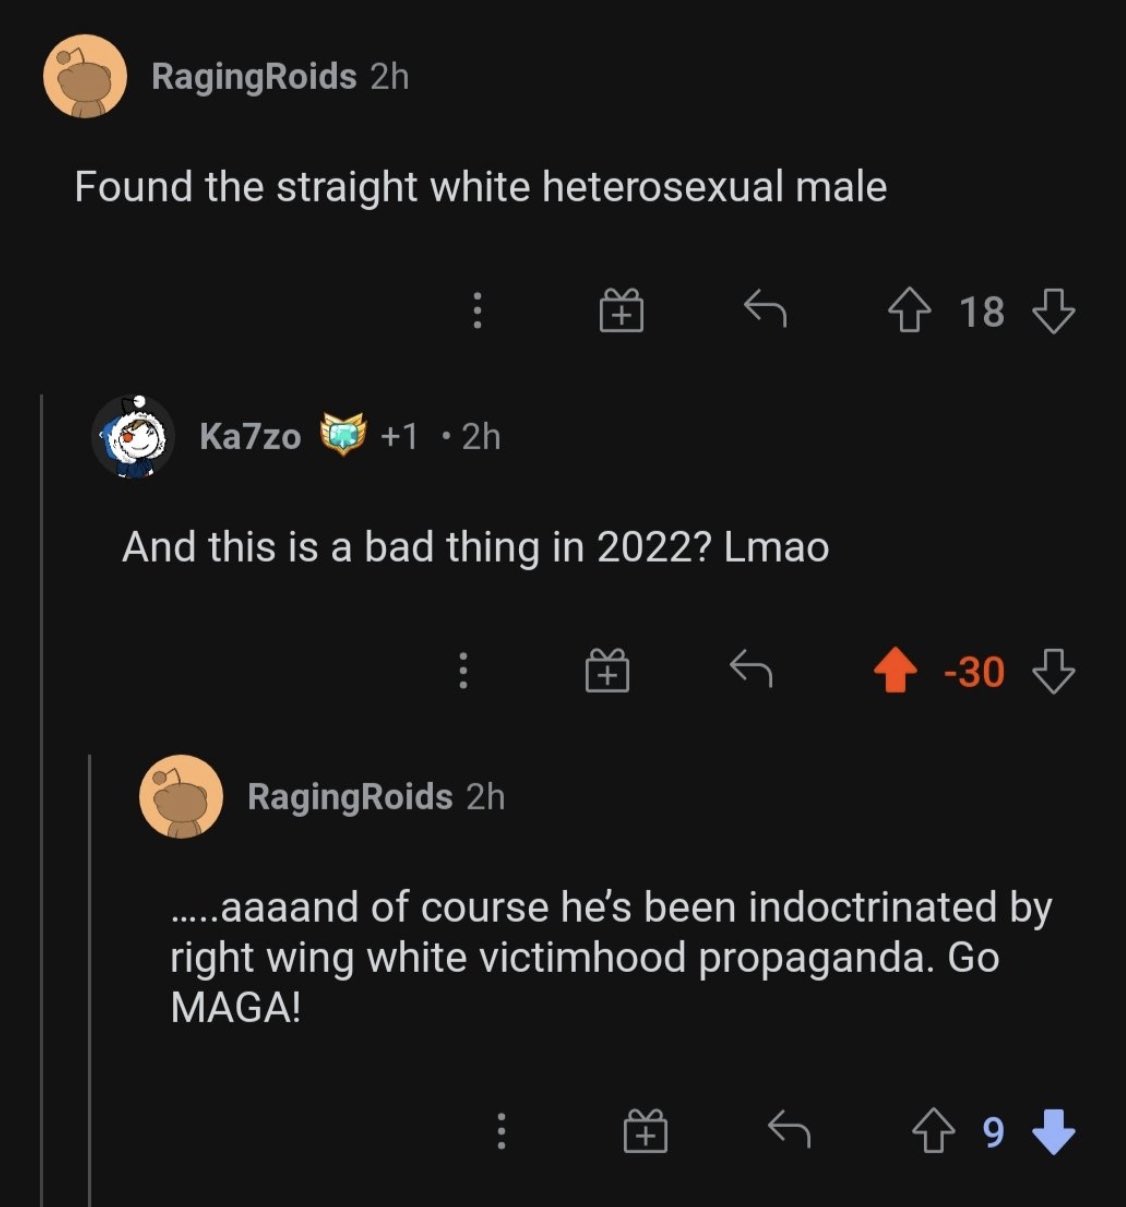 RagingRoids 2h
Found the straight white heterosexual male
18
Ka7zo +1 • 2h
And this is a bad thing in 2022? Lmao
-30
RagingRoids 2h
.....aaaand of course he's been indoctrinated by
right wing white victimhood propaganda. Go
MAGA!
9